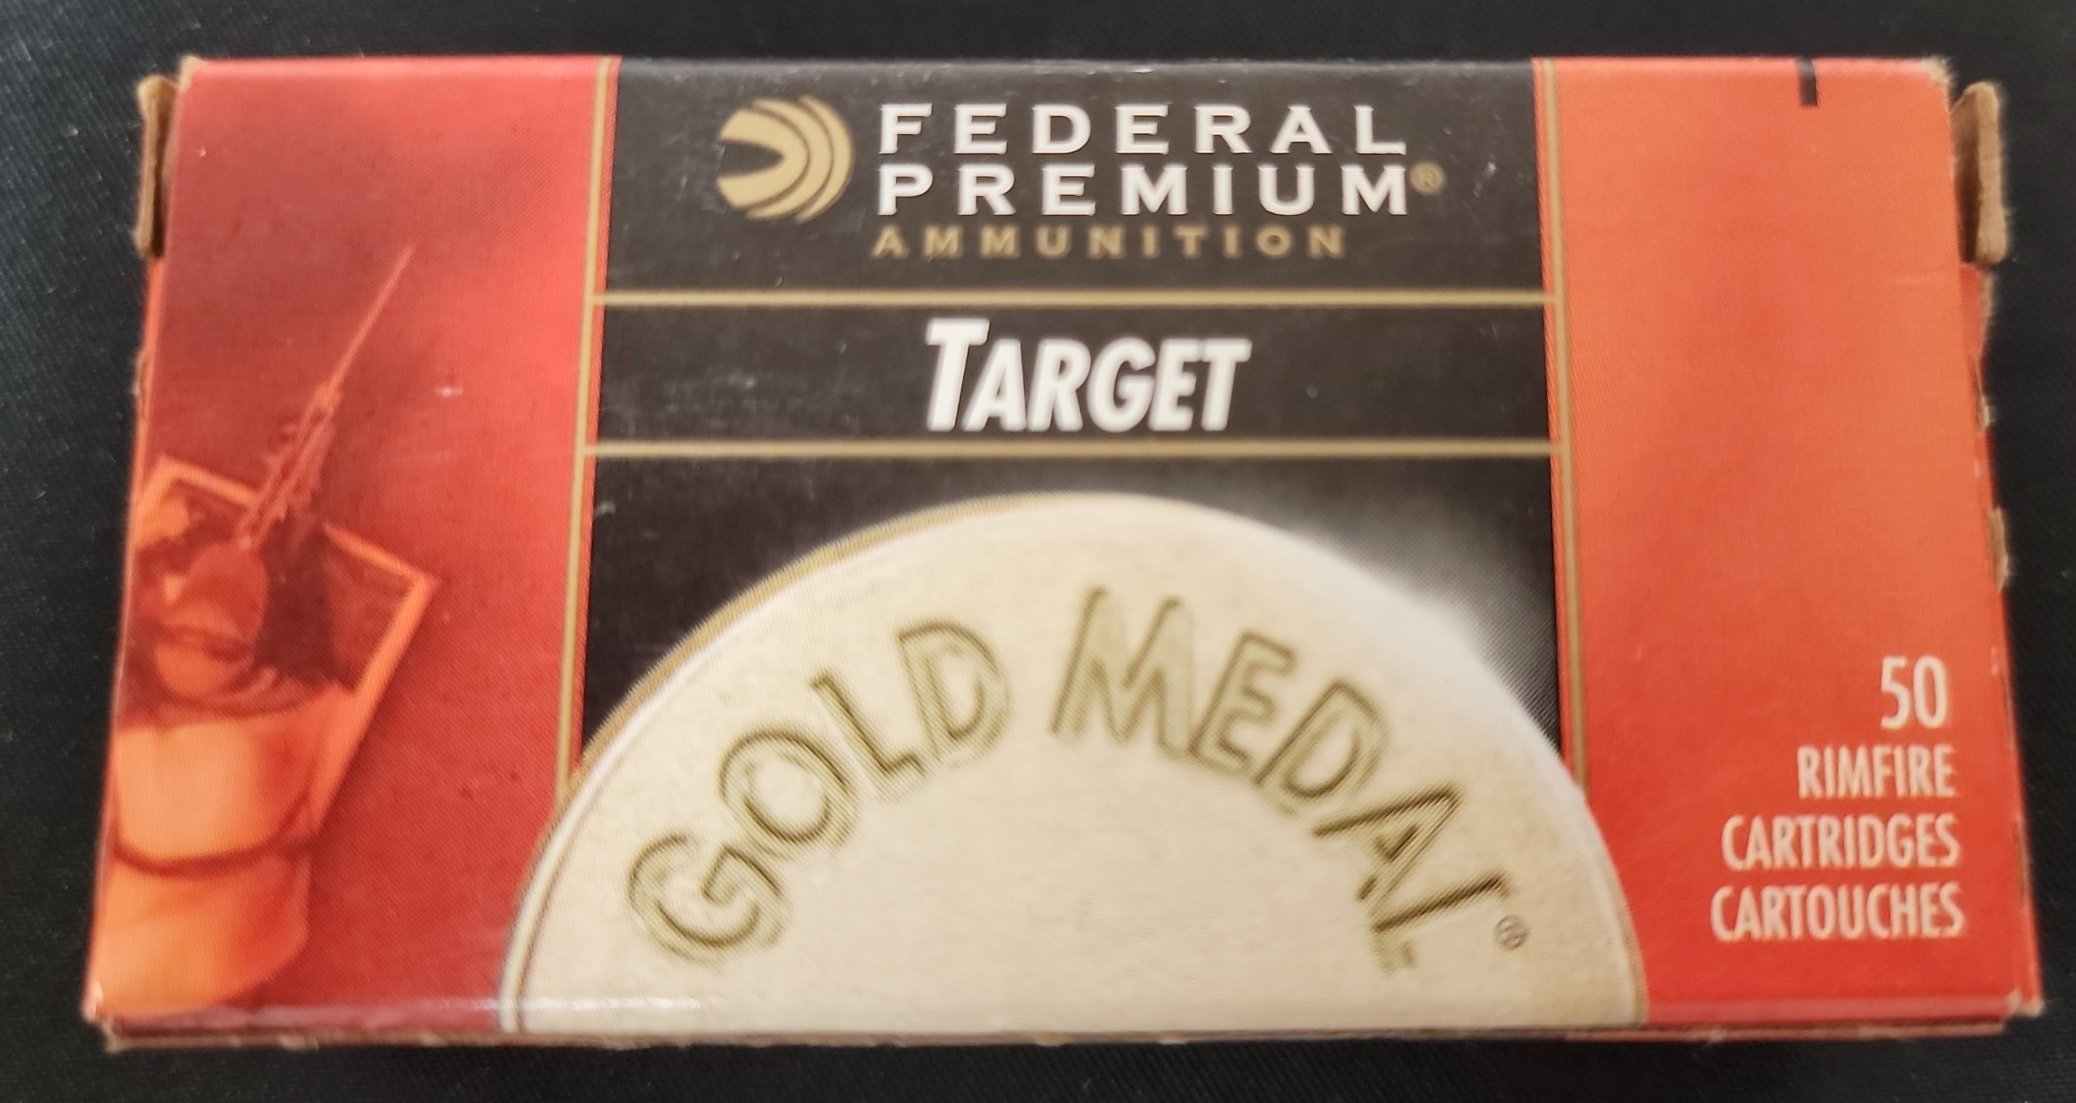 FEDERAL
PREMIUM®
AMMUNITION
TARGET
GOLD MEDAL®
50
RIMFIRE
CARTRIDGES
CARTOUCHES